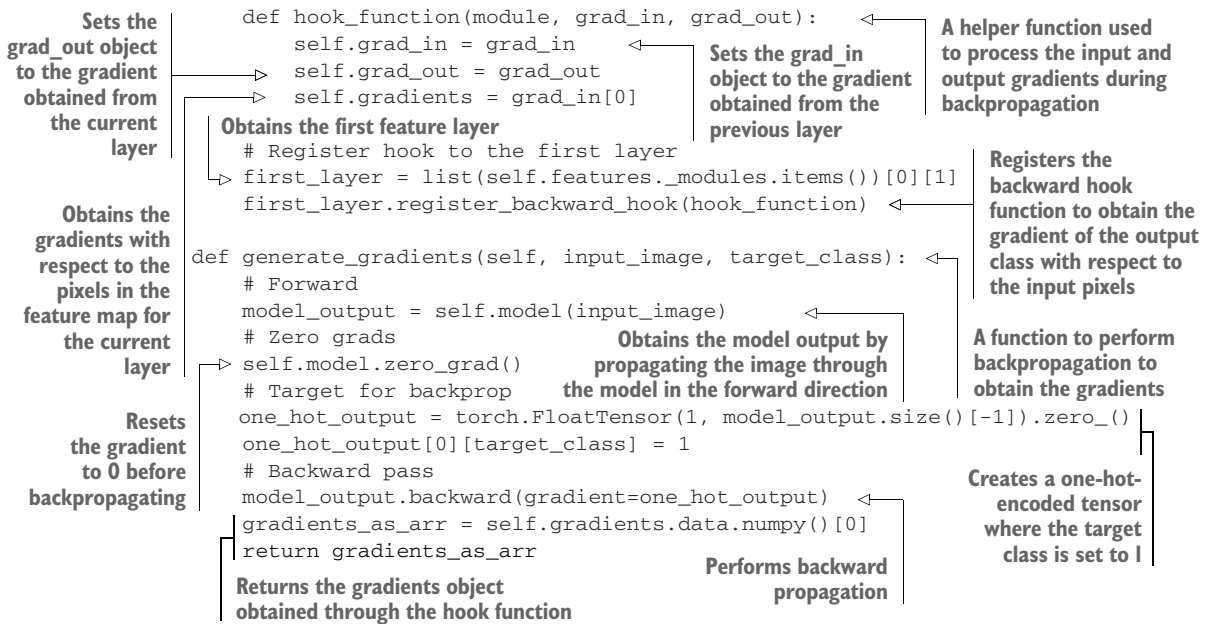 def hook_function(module, grad_in, grad_out):
self.grad_in = grad_in
self.grad_out = grad_out
self.gradients = grad_in[0]
Sets the
grad_out object
to the gradient
obtained from
the current
layer
Sets the grad_in
object to the gradient
obtained from the
previous layer
A helper function used
to process the input and
output gradients during
backpropagation
Obtains the first feature layer
# Register hook to the first layer
first_layer = list(self.features._modules.items())[0][1]
first_layer.register_backward_hook(hook_function)
Registers the
backward hook
function to obtain the
gradient of the output
class with respect to
the input pixels
Obtains the
gradients with
respect to the
pixels in the
feature map for
the current
layer
def generate_gradients(self, input_image, target_class):
# Forward
model_output = self.model(input_image)
# Zero grads
self.model.zero_grad()
# Target for backprop
Obtains the model output by
propagating the image through
the model in the forward direction
A function to perform
backpropagation to
obtain the gradients
one_hot_output = torch.FloatTensor(1, model_output.size()[-1]).zero_()
one_hot_output[0][target_class] = 1
# Backward pass
model_output.backward(gradient=one_hot_output)
gradients_as_arr = self.gradients.data.numpy()[0]
return gradients_as_arr
Resets
the gradient
to 0 before
backpropagating
Creates a one-hot-
encoded tensor
where the target
class is set to 1
Performs backward
propagation
Returns the gradients object
obtained through the hook function